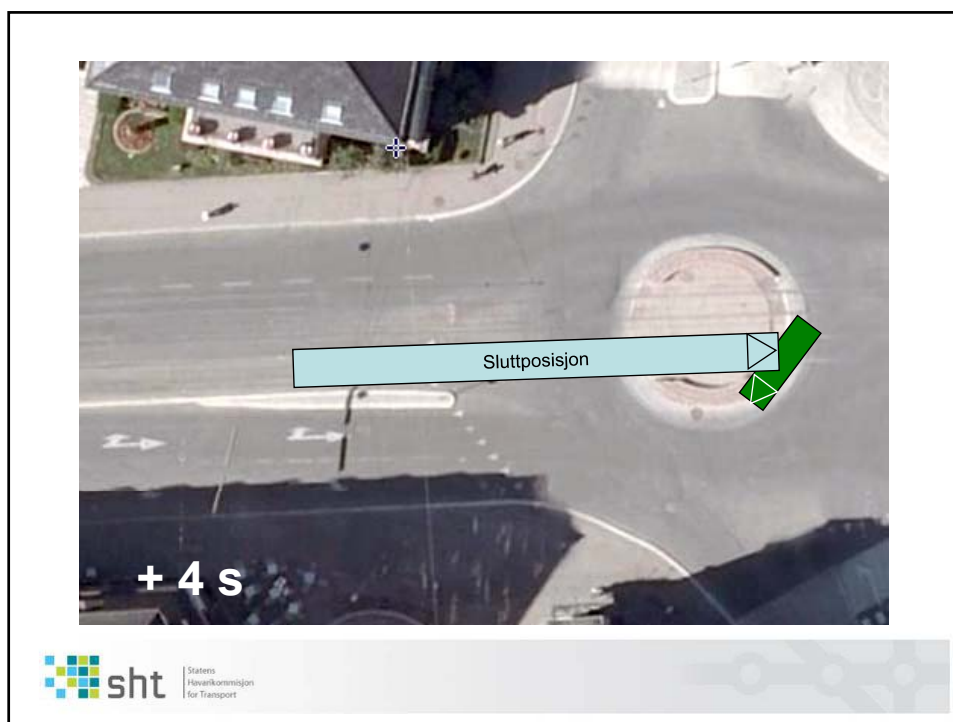 Sluttposisjon
+ 4 s
sht
Statens
Havarikommisjon
for Transport